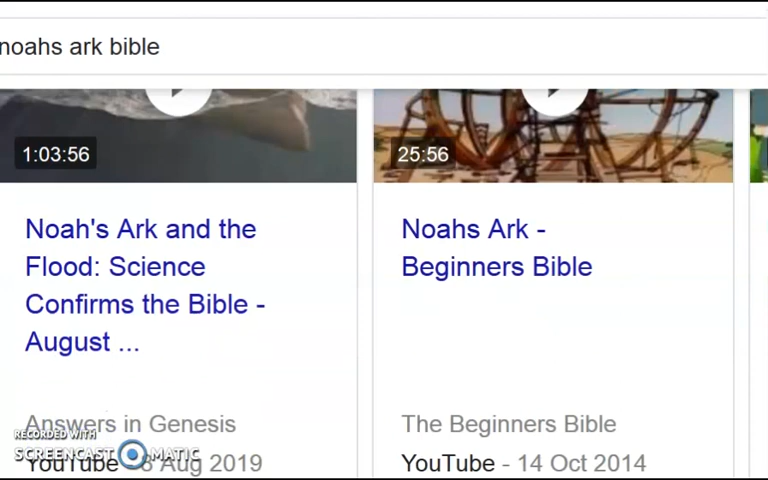 noahs ark bible
1:03:56
25:56
Noah's Ark and the
Flood: Science
Confirms the Bible -
August ...
Noahs Ark -
Beginners Bible
Answers in Genesis
YouTube - 8 Aug 2019
The Beginners Bible
YouTube - 14 Oct 2014
RECORDED WITH
SCREENCAST MATIC